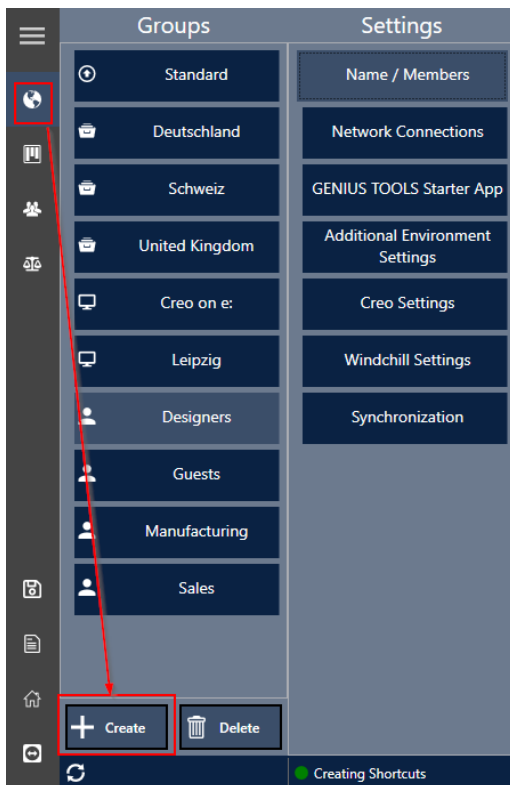 Groups
Settings
Standard
Deutschland
Schweiz
United Kingdom
Creo on e:
Leipzig
Designers
Guests
Manufacturing
Sales
Name / Members
Network Connections
GENIUS TOOLS Starter App
Additional Environment
Settings
Creo Settings
Windchill Settings
Synchronization
Create
Delete
Creating Shortcuts